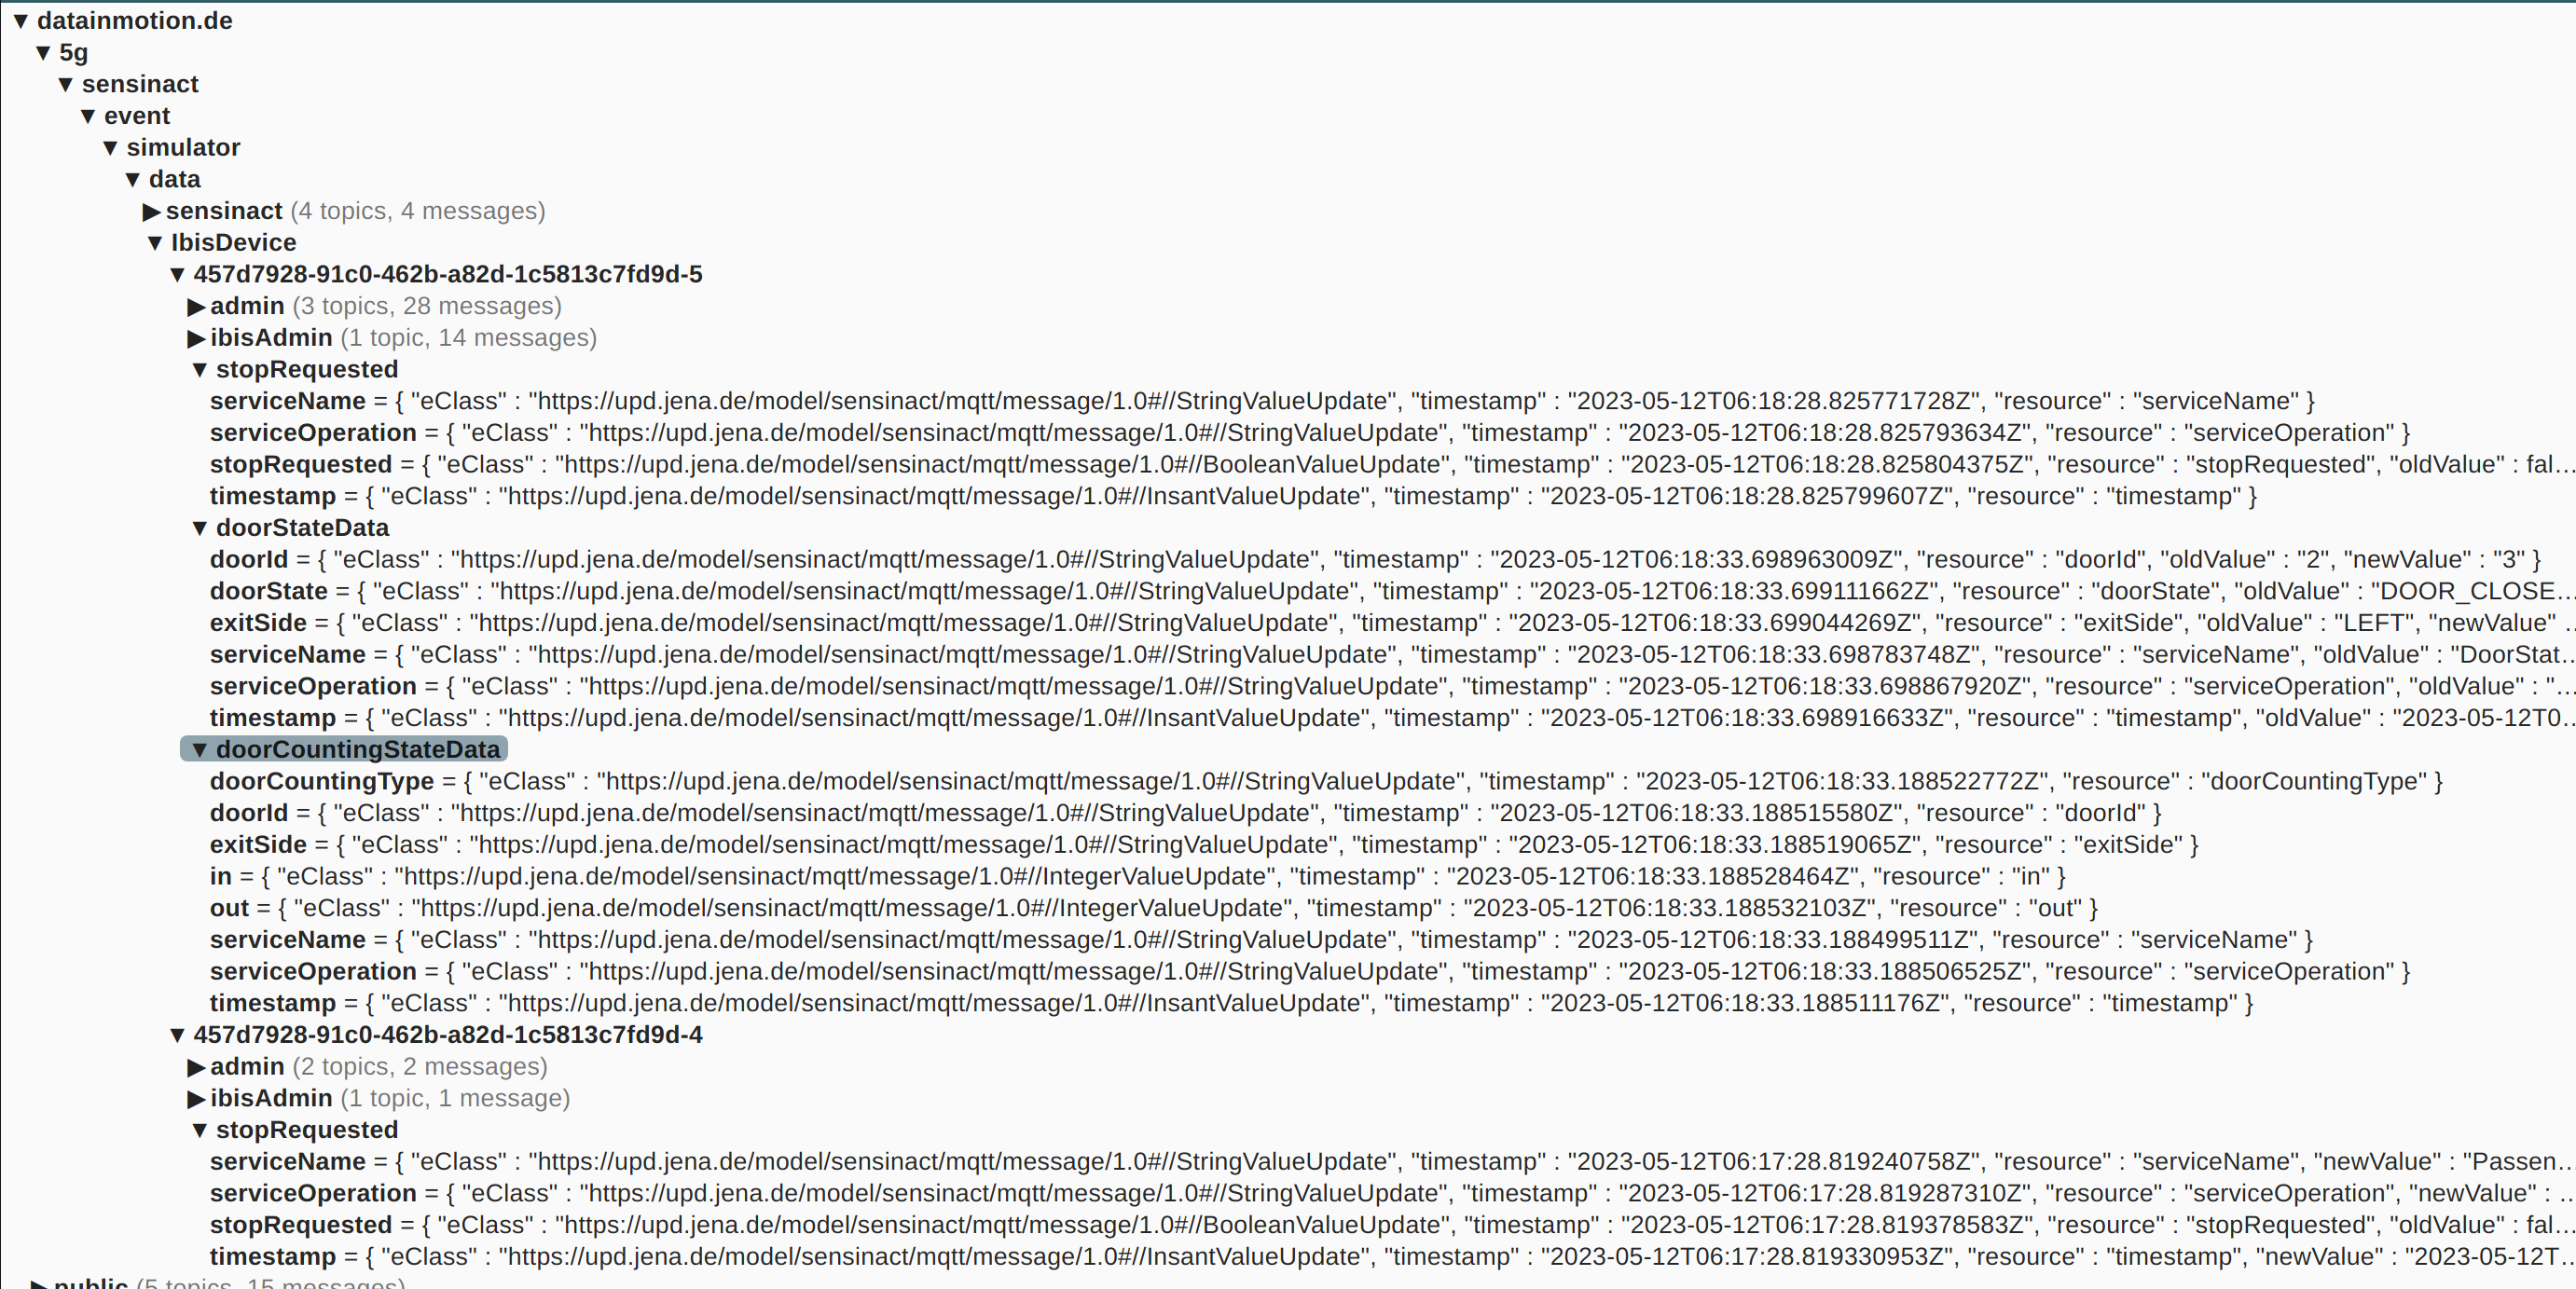 ▼ datainmotion.de
▼ 5g
▼ sensinact
▼ event
▼ simulator
▼ data
▶ sensinact (4 topics, 4 messages)
▼ IbisDevice
▼ 457d7928-91c0-462b-a82d-1c5813c7fd9d-5
▶ admin (3 topics, 28 messages)
▶ ibisAdmin (1 topic, 14 messages)
▼ stopRequested
serviceName = { "eClass" : "https://upd.jena.de/model/sensinact/mqtt/message/1.0#//StringValueUpdate", "timestamp" : "2023-05-12T06:18:28.825771728Z", "resource" : "serviceName" }
serviceOperation = { "eClass" : "https://upd.jena.de/model/sensinact/mqtt/message/1.0#//StringValueUpdate", "timestamp" : "2023-05-12T06:18:28.825793634Z", "resource" : "serviceOperation" }
stopRequested = { "eClass" : "https://upd.jena.de/model/sensinact/mqtt/message/1.0#//BooleanValueUpdate", "timestamp" : "2023-05-12T06:18:28.825804375Z", "resource" : "stopRequested", "oldValue" : fal…
timestamp = { "eClass" : "https://upd.jena.de/model/sensinact/mqtt/message/1.0#//InsantValueUpdate", "timestamp" : "2023-05-12T06:18:28.825799607Z", "resource" : "timestamp" }
▼ doorStateData
doorId = { "eClass" : "https://upd.jena.de/model/sensinact/mqtt/message/1.0#//StringValueUpdate", "timestamp" : "2023-05-12T06:18:33.698963009Z", "resource" : "doorId", "oldValue" : "2", "newValue" : "3" }
doorState = { "eClass" : "https://upd.jena.de/model/sensinact/mqtt/message/1.0#//StringValueUpdate", "timestamp" : "2023-05-12T06:18:33.699111662Z", "resource" : "doorState", "oldValue" : "DOOR_CLOSE…
exitSide = { "eClass" : "https://upd.jena.de/model/sensinact/mqtt/message/1.0#//StringValueUpdate", "timestamp" : "2023-05-12T06:18:33.699044269Z", "resource" : "exitSide", "oldValue" : "LEFT", "newValue" …
serviceName = { "eClass" : "https://upd.jena.de/model/sensinact/mqtt/message/1.0#//StringValueUpdate", "timestamp" : "2023-05-12T06:18:33.698783748Z", "resource" : "serviceName", "oldValue" : "DoorStat…
serviceOperation = { "eClass" : "https://upd.jena.de/model/sensinact/mqtt/message/1.0#//StringValueUpdate", "timestamp" : "2023-05-12T06:18:33.698867920Z", "resource" : "serviceOperation", "oldValue" : "…
timestamp = { "eClass" : "https://upd.jena.de/model/sensinact/mqtt/message/1.0#//InsantValueUpdate", "timestamp" : "2023-05-12T06:18:33.698916633Z", "resource" : "timestamp", "oldValue" : "2023-05-12T0…
▼ doorCountingStateData
doorCountingType = { "eClass" : "https://upd.jena.de/model/sensinact/mqtt/message/1.0#//StringValueUpdate", "timestamp" : "2023-05-12T06:18:33.188522772Z", "resource" : "doorCountingType" }
doorId = { "eClass" : "https://upd.jena.de/model/sensinact/mqtt/message/1.0#//StringValueUpdate", "timestamp" : "2023-05-12T06:18:33.188515580Z", "resource" : "doorId" }
exitSide = { "eClass" : "https://upd.jena.de/model/sensinact/mqtt/message/1.0#//StringValueUpdate", "timestamp" : "2023-05-12T06:18:33.188519065Z", "resource" : "exitSide" }
in = { "eClass" : "https://upd.jena.de/model/sensinact/mqtt/message/1.0#//IntegerValueUpdate", "timestamp" : "2023-05-12T06:18:33.188528464Z", "resource" : "in" }
out = { "eClass" : "https://upd.jena.de/model/sensinact/mqtt/message/1.0#//IntegerValueUpdate", "timestamp" : "2023-05-12T06:18:33.188532103Z", "resource" : "out" }
serviceName = { "eClass" : "https://upd.jena.de/model/sensinact/mqtt/message/1.0#//StringValueUpdate", "timestamp" : "2023-05-12T06:18:33.188499511Z", "resource" : "serviceName" }
serviceOperation = { "eClass" : "https://upd.jena.de/model/sensinact/mqtt/message/1.0#//StringValueUpdate", "timestamp" : "2023-05-12T06:18:33.188506525Z", "resource" : "serviceOperation" }
timestamp = { "eClass" : "https://upd.jena.de/model/sensinact/mqtt/message/1.0#//InsantValueUpdate", "timestamp" : "2023-05-12T06:18:33.188511176Z", "resource" : "timestamp" }
▼ 457d7928-91c0-462b-a82d-1c5813c7fd9d-4
▶ admin (2 topics, 2 messages)
▶ ibisAdmin (1 topic, 1 message)
▼ stopRequested
serviceName = { "eClass" : "https://upd.jena.de/model/sensinact/mqtt/message/1.0#//StringValueUpdate", "timestamp" : "2023-05-12T06:17:28.819240758Z", "resource" : "serviceName", "newValue" : "Passen…
serviceOperation = { "eClass" : "https://upd.jena.de/model/sensinact/mqtt/message/1.0#//StringValueUpdate", "timestamp" : "2023-05-12T06:17:28.819287310Z", "resource" : "serviceOperation", "newValue" : …
stopRequested = { "eClass" : "https://upd.jena.de/model/sensinact/mqtt/message/1.0#//BooleanValueUpdate", "timestamp" : "2023-05-12T06:17:28.819378583Z", "resource" : "stopRequested", "oldValue" : fal…
timestamp = { "eClass" : "https://upd.jena.de/model/sensinact/mqtt/message/1.0#//InsantValueUpdate", "timestamp" : "2023-05-12T06:17:28.819330953Z", "resource" : "timestamp", "newValue" : "2023-05-12T…
▶ public (5 topics, 15 messages)